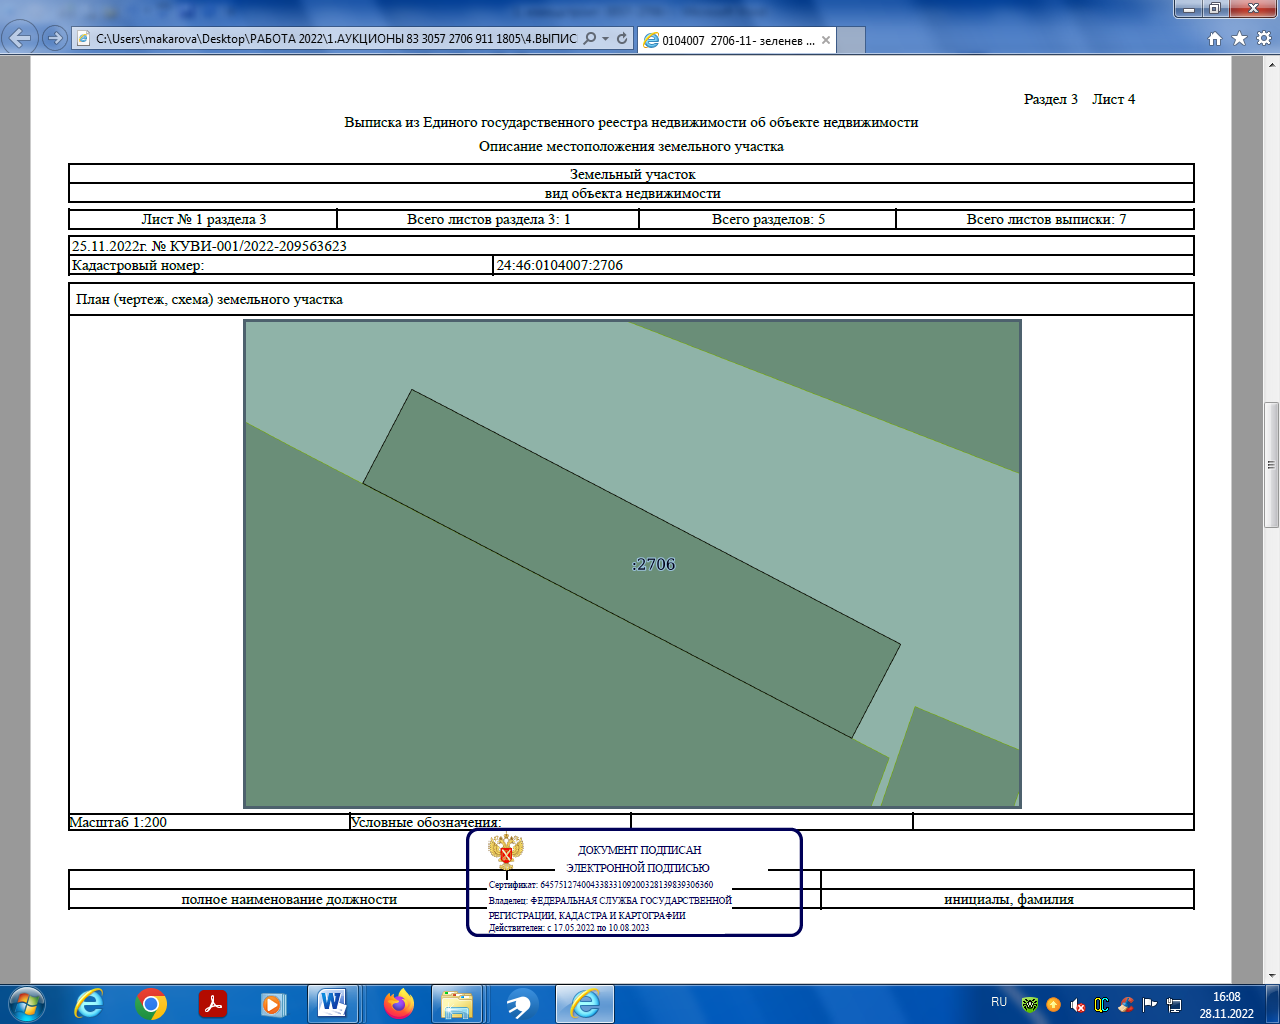 C:\Users\makarova\Desktop\РАБОТА 2022\1.АУКЦИОНЫ 83 3057 2706 911 1805\4.ВЫПИС
0104007 2706-11- зеленев ...
Раздел 3 Лист 4
Выписка из Единого государственного реестра недвижимости об объекте недвижимости
Описание местоположения земельного участка
Земельный участок
вид объекта недвижимости
Лист № 1 раздела 3 Всего листов раздела 3: 1 Всего разделов: 5 Всего листов выписки: 7
25.11.2022г. № КУВИ-001/2022-209563623
Кадастровый номер: 24:46:0104007:2706
План (чертеж, схема) земельного участка
:2706
Масштаб 1:200 Условные обозначения:
ДОКУМЕНТ ПОДПИСАН
ЭЛЕКТРОННОЙ ПОДПИСЬЮ
Сертификат: 64575127400433833109200328139839306360
Владелец: ФЕДЕРАЛЬНАЯ СЛУЖБА ГОСУДАРСТВЕННОЙ
РЕГИСТРАЦИИ, КАДАСТРА И КАРТОГРАФИИ
Действителен: с 17.05.2022 по 10.08.2023
полное наименование должности инициалы, фамилия
RU
16:08
28.11.2022